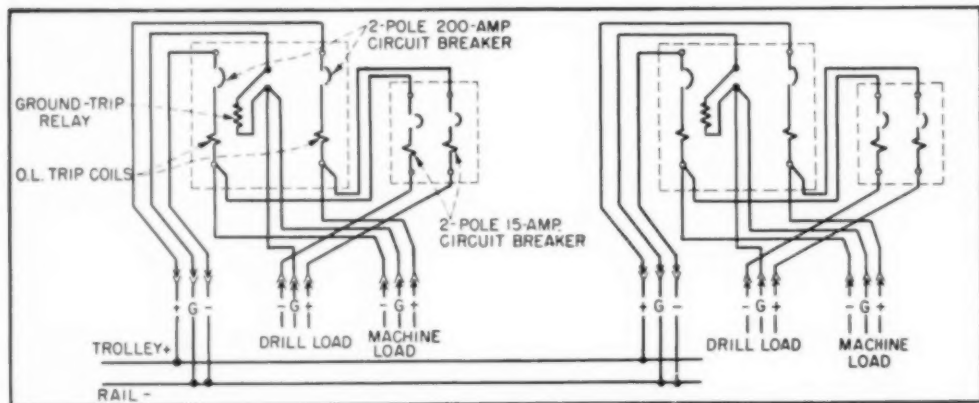 2-POLE 200-AMP
CIRCUIT BREAKER
GROUND-TRIP
RELAY
O.L. TRIP COILS
2-POLE 15-AMP.
CIRCUIT BREAKER
+ G -
- G +
- G +
DRILL LOAD
MACHINE
LOAD
+ G -
- G +
- G +
DRILL LOAD
MACHINE
LOAD
TROLLEY+
RAIL -